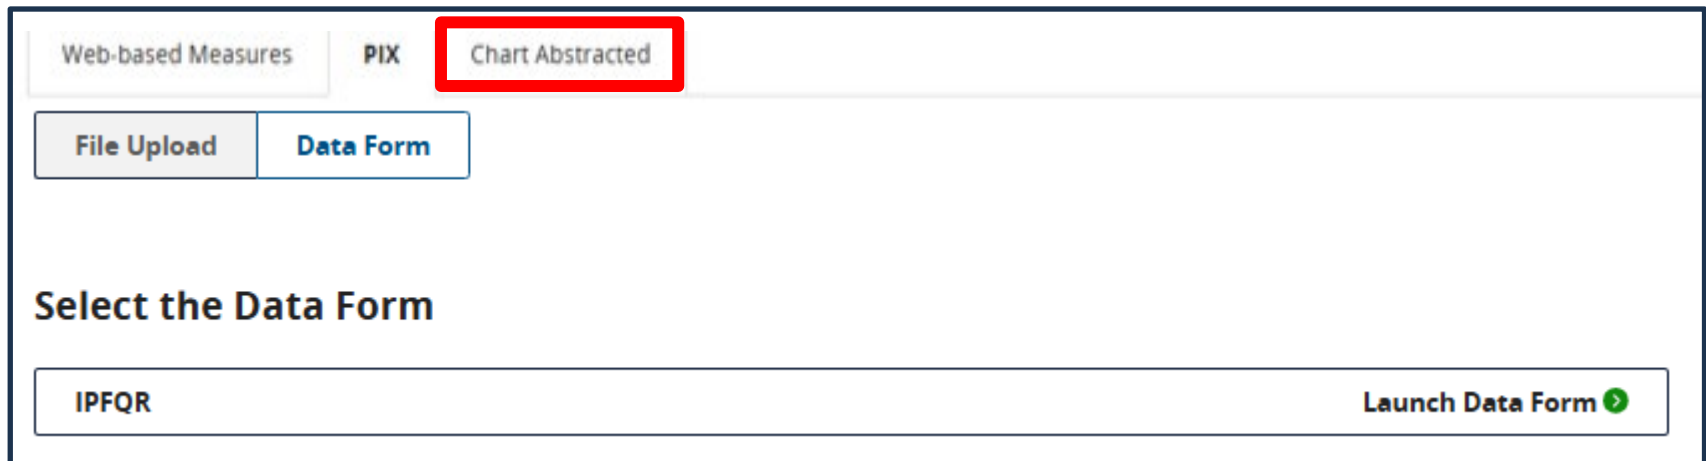 Web-based Measures PIX Chart Abstracted
File Upload Data Form
Select the Data Form
IPFQR Launch Data Form